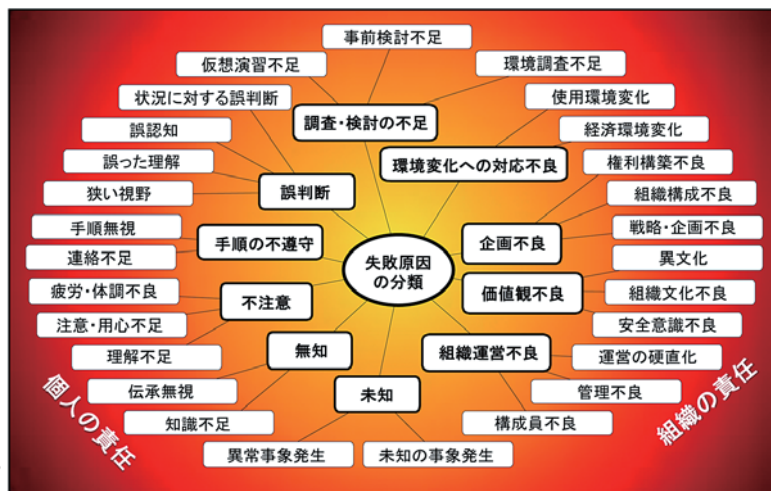 事前検討不足
仮想演習不足
環境調査不足
状況に対する誤判断
使用環境変化
調査・検討の不足
誤認知
経済環境変化
環境変化への対応不良
誤った理解
権利構築不良
狭い視野
誤判断
組織構成不良
手順無視
手順の不遵守
企画不良
戦略・企画不良
連絡不足
失敗原因
の分類
異文化
疲労・体調不良
不注意
価値観不良
組織文化不良
注意・用心不足
安全意識不良
理解不足
無知
組織運営不良
運営の硬直化
伝承無視
未知
管理不良
知識不足
構成員不良
異常事象発生
未知の事象発生
個人の責任
組織の責任